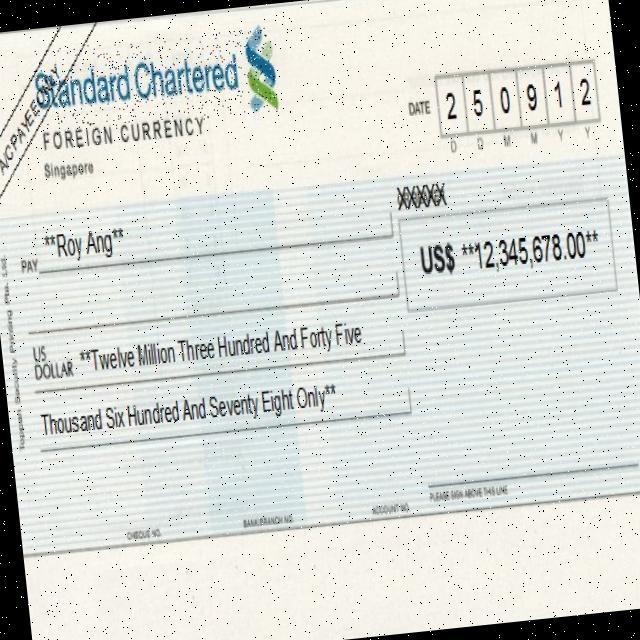 A/C PAYEE ONLY
Standard Chartered
FOREIGN CURRENCY
Singapore
DATE 2 5 0 9 1 2
D D M M Y Y
XXXXX
PAY **Roy Ang**
US$ **12,345,678.00**
US DOLLAR **Twelve Million Three Hundred And Forty Five
Thousand Six Hundred And Seventy Eight Only**
PLEASE SIGN ABOVE THIS LINE
CHEQUE NO. BANK/BRANCH NO. ACCOUNT NO.